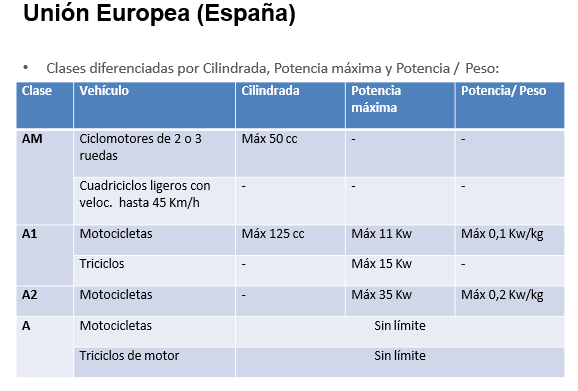 Unión Europea (España)
• Clases diferenciadas por Cilindrada, Potencia máxima y Potencia / Peso:
Clase Vehículo Cilindrada Potencia máxima Potencia/ Peso
AM Ciclomotores de 2 o 3 ruedas Máx 50 cc - -
Cuadriciclos ligeros con veloc. hasta 45 Km/h - - -
A1 Motocicletas Máx 125 cc Máx 11 Kw Máx 0,1 Kw/kg
Triciclos - Máx 15 Kw -
A2 Motocicletas - Máx 35 Kw Máx 0,2 Kw/kg
A Motocicletas Sin límite
Triciclos de motor Sin límite